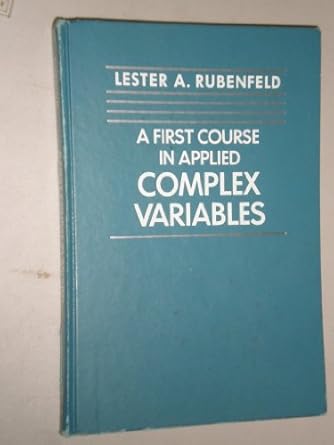 LESTER A. RUBENFELD
A FIRST COURSE
IN APPLIED
COMPLEX
VARIABLES